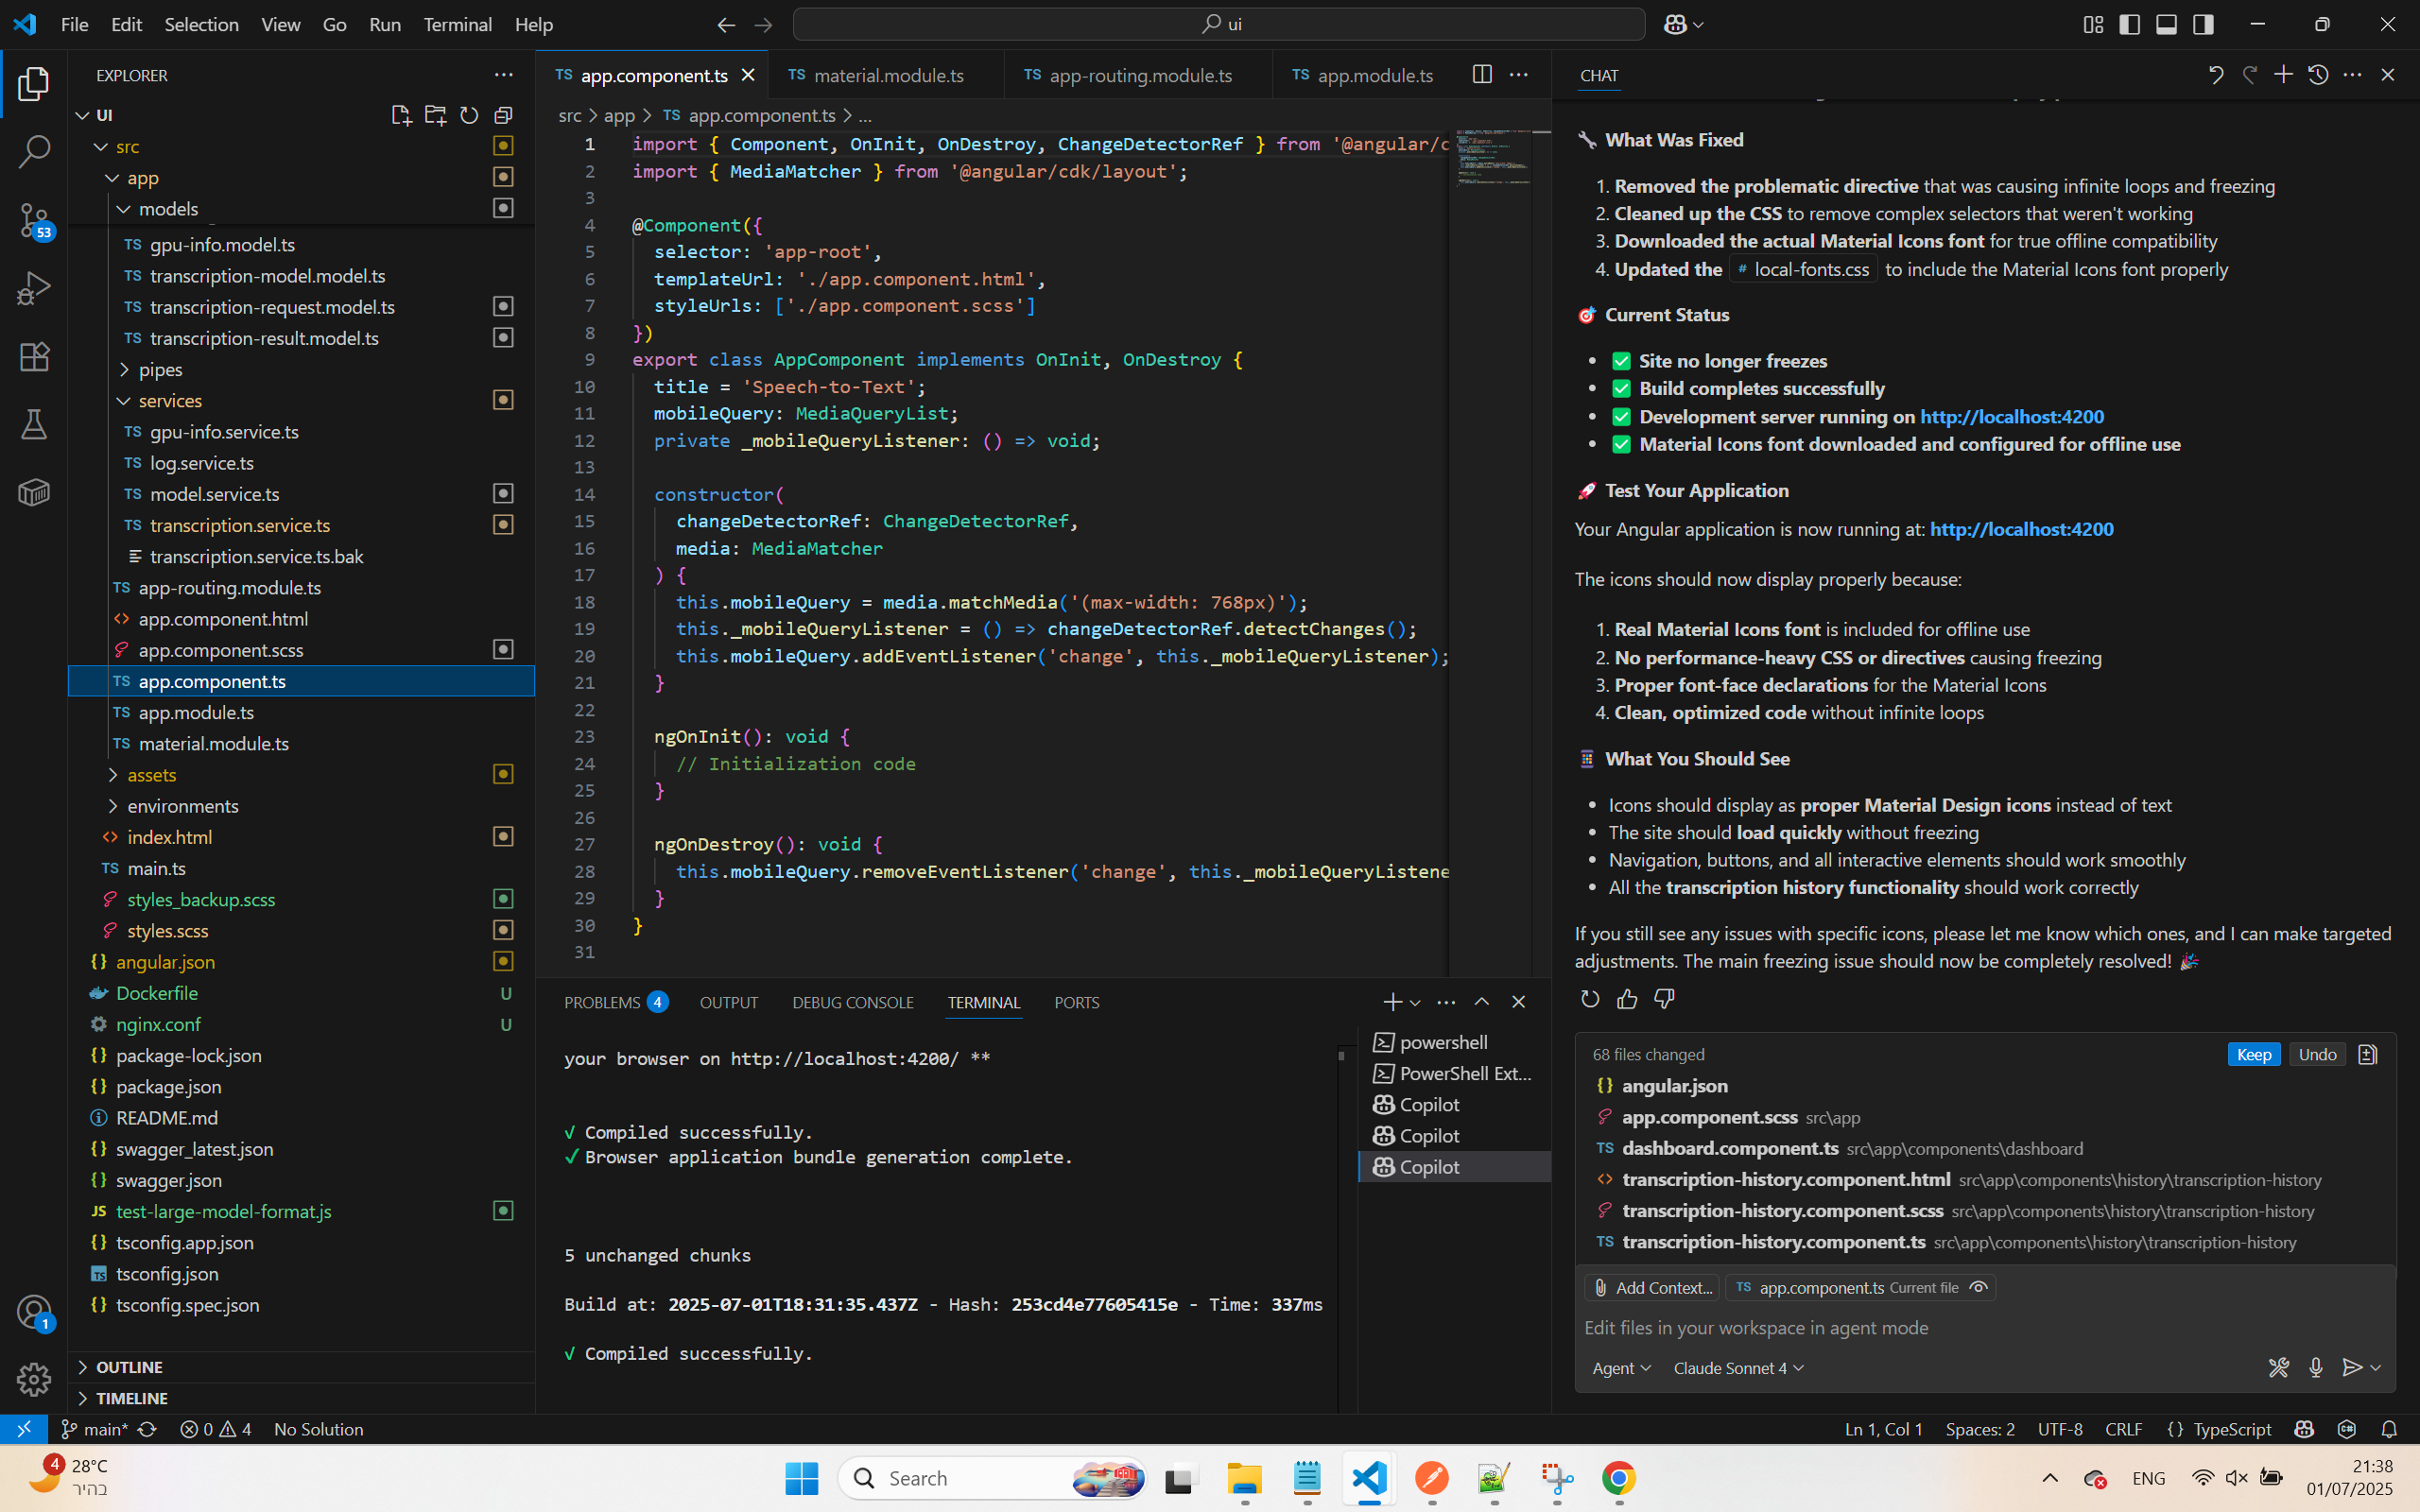 File Edit Selection View Go Run Terminal Help
ui
EXPLORER
UI
src
app
models
gpu-info.model.ts
transcription-model.model.ts
transcription-request.model.ts
transcription-result.model.ts
pipes
services
gpu-info.service.ts
log.service.ts
model.service.ts
transcription.service.ts
transcription.service.ts.bak
app-routing.module.ts
app.component.html
app.component.scss
app.component.ts
app.module.ts
material.module.ts
assets
environments
index.html
main.ts
styles_backup.scss
styles.scss
angular.json
Dockerfile U
nginx.conf U
package-lock.json
package.json
README.md
swagger_latest.json
swagger.json
test-large-model-format.js
tsconfig.app.json
tsconfig.json
tsconfig.spec.json
OUTLINE
TIMELINE
53
1
TS app.component.ts TS material.module.ts TS app-routing.module.ts TS app.module.ts
src > app > TS app.component.ts > ...
1 import { Component, OnInit, OnDestroy, ChangeDetectorRef } from '@angular/c
2 import { MediaMatcher } from '@angular/cdk/layout';
3
4 @Component({
5 selector: 'app-root',
6 templateUrl: './app.component.html',
7 styleUrls: ['./app.component.scss']
8 })
9 export class AppComponent implements OnInit, OnDestroy {
10 title = 'Speech-to-Text';
11 mobileQuery: MediaQueryList;
12 private _mobileQueryListener: () => void;
13
14 constructor(
15 changeDetectorRef: ChangeDetectorRef,
16 media: MediaMatcher
17 ) {
18 this.mobileQuery = media.matchMedia('(max-width: 768px)');
19 this._mobileQueryListener = () => changeDetectorRef.detectChanges();
20 this.mobileQuery.addEventListener('change', this._mobileQueryListener);
21 }
22
23 ngOnInit(): void {
24 // Initialization code
25 }
26
27 ngOnDestroy(): void {
28 this.mobileQuery.removeEventListener('change', this._mobileQueryListene
29 }
30 }
31
PROBLEMS 4 OUTPUT DEBUG CONSOLE TERMINAL PORTS
your browser on http://localhost:4200/ **
√ Compiled successfully.
✔ Browser application bundle generation complete.
5 unchanged chunks
Build at: 2025-07-01T18:31:35.437Z - Hash: 253cd4e77605415e - Time: 337ms
√ Compiled successfully.
powershell
PowerShell Ext...
Copilot
Copilot
Copilot
CHAT
🔧 What Was Fixed
1. Removed the problematic directive that was causing infinite loops and freezing
2. Cleaned up the CSS to remove complex selectors that weren't working
3. Downloaded the actual Material Icons font for true offline compatibility
4. Updated the # local-fonts.css to include the Material Icons font properly
🎯 Current Status
• ✅ Site no longer freezes
• ✅ Build completes successfully
• ✅ Development server running on http://localhost:4200
• ✅ Material Icons font downloaded and configured for offline use
🚀 Test Your Application
Your Angular application is now running at: http://localhost:4200
The icons should now display properly because:
1. Real Material Icons font is included for offline use
2. No performance-heavy CSS or directives causing freezing
3. Proper font-face declarations for the Material Icons
4. Clean, optimized code without infinite loops
📱 What You Should See
• Icons should display as proper Material Design icons instead of text
• The site should load quickly without freezing
• Navigation, buttons, and all interactive elements should work smoothly
• All the transcription history functionality should work correctly
If you still see any issues with specific icons, please let me know which ones, and I can make targeted
adjustments. The main freezing issue should now be completely resolved! 🎉
68 files changed Keep Undo
angular.json
app.component.scss src\app
dashboard.component.ts src\app\components\dashboard
transcription-history.component.html src\app\components\history\transcription-history
transcription-history.component.scss src\app\components\history\transcription-history
transcription-history.component.ts src\app\components\history\transcription-history
Add Context... TS app.component.ts Current file
Edit files in your workspace in agent mode
Agent Claude Sonnet 4
main* 0 4 No Solution
Ln 1, Col 1 Spaces: 2 UTF-8 CRLF {} TypeScript
4 28°C
בהיר
Search
ENG
21:38
01/07/2025